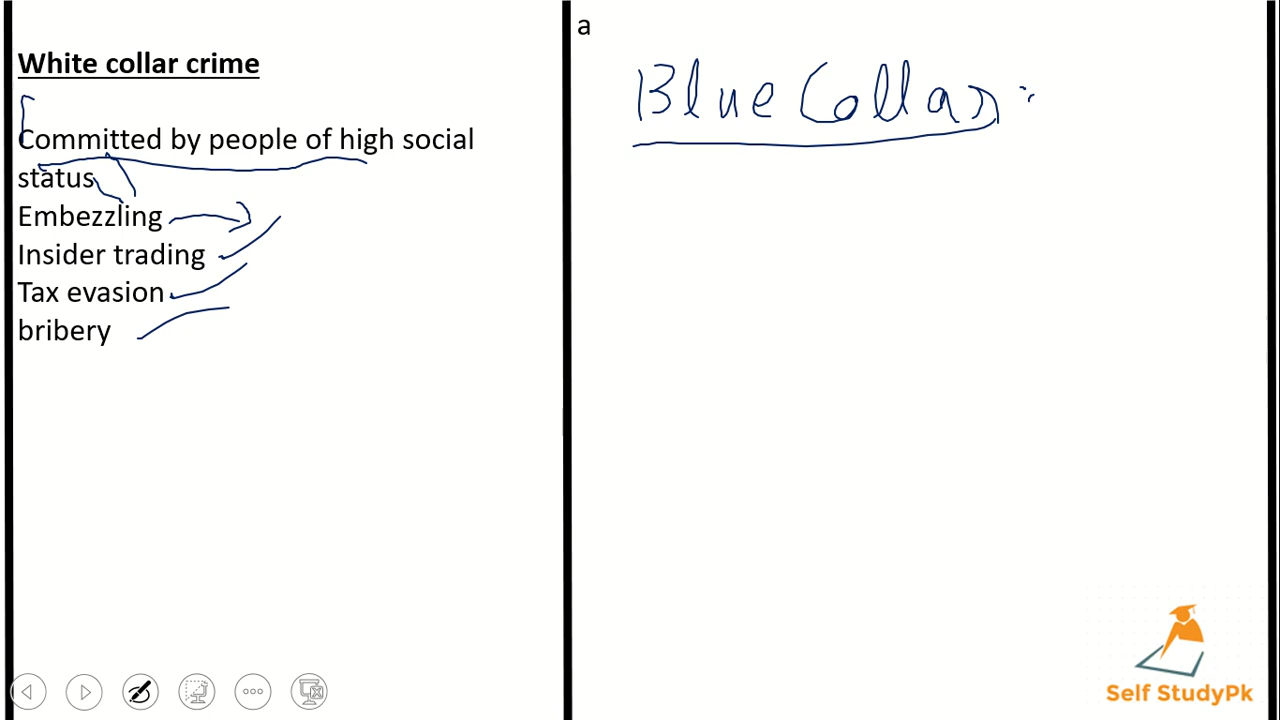 White collar crime
Committed by people of high social
status
Embezzling
Insider trading
Tax evasion
bribery
a
Blue Collar :
Self StudyPk